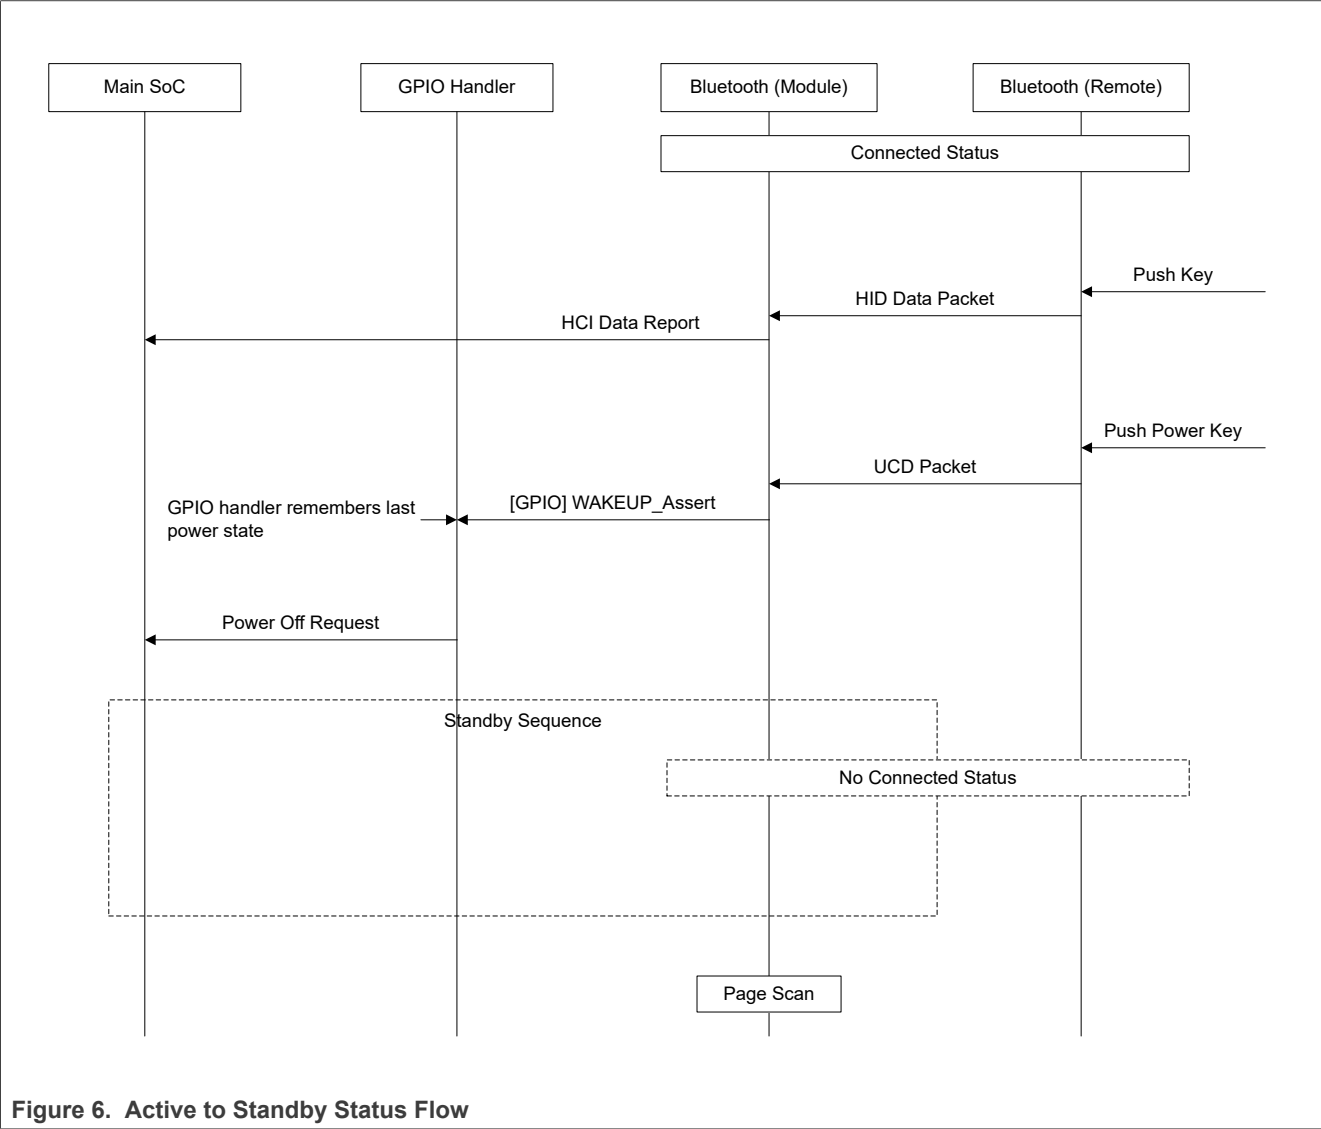 Main SoC
GPIO Handler
Bluetooth (Module)
Bluetooth (Remote)
Connected Status
Push Key
HID Data Packet
HCI Data Report
Push Power Key
UCD Packet
[GPIO] WAKEUP_Assert
GPIO handler remembers last
power state
Power Off Request
Standby Sequence
No Connected Status
Page Scan
Figure 6. Active to Standby Status Flow